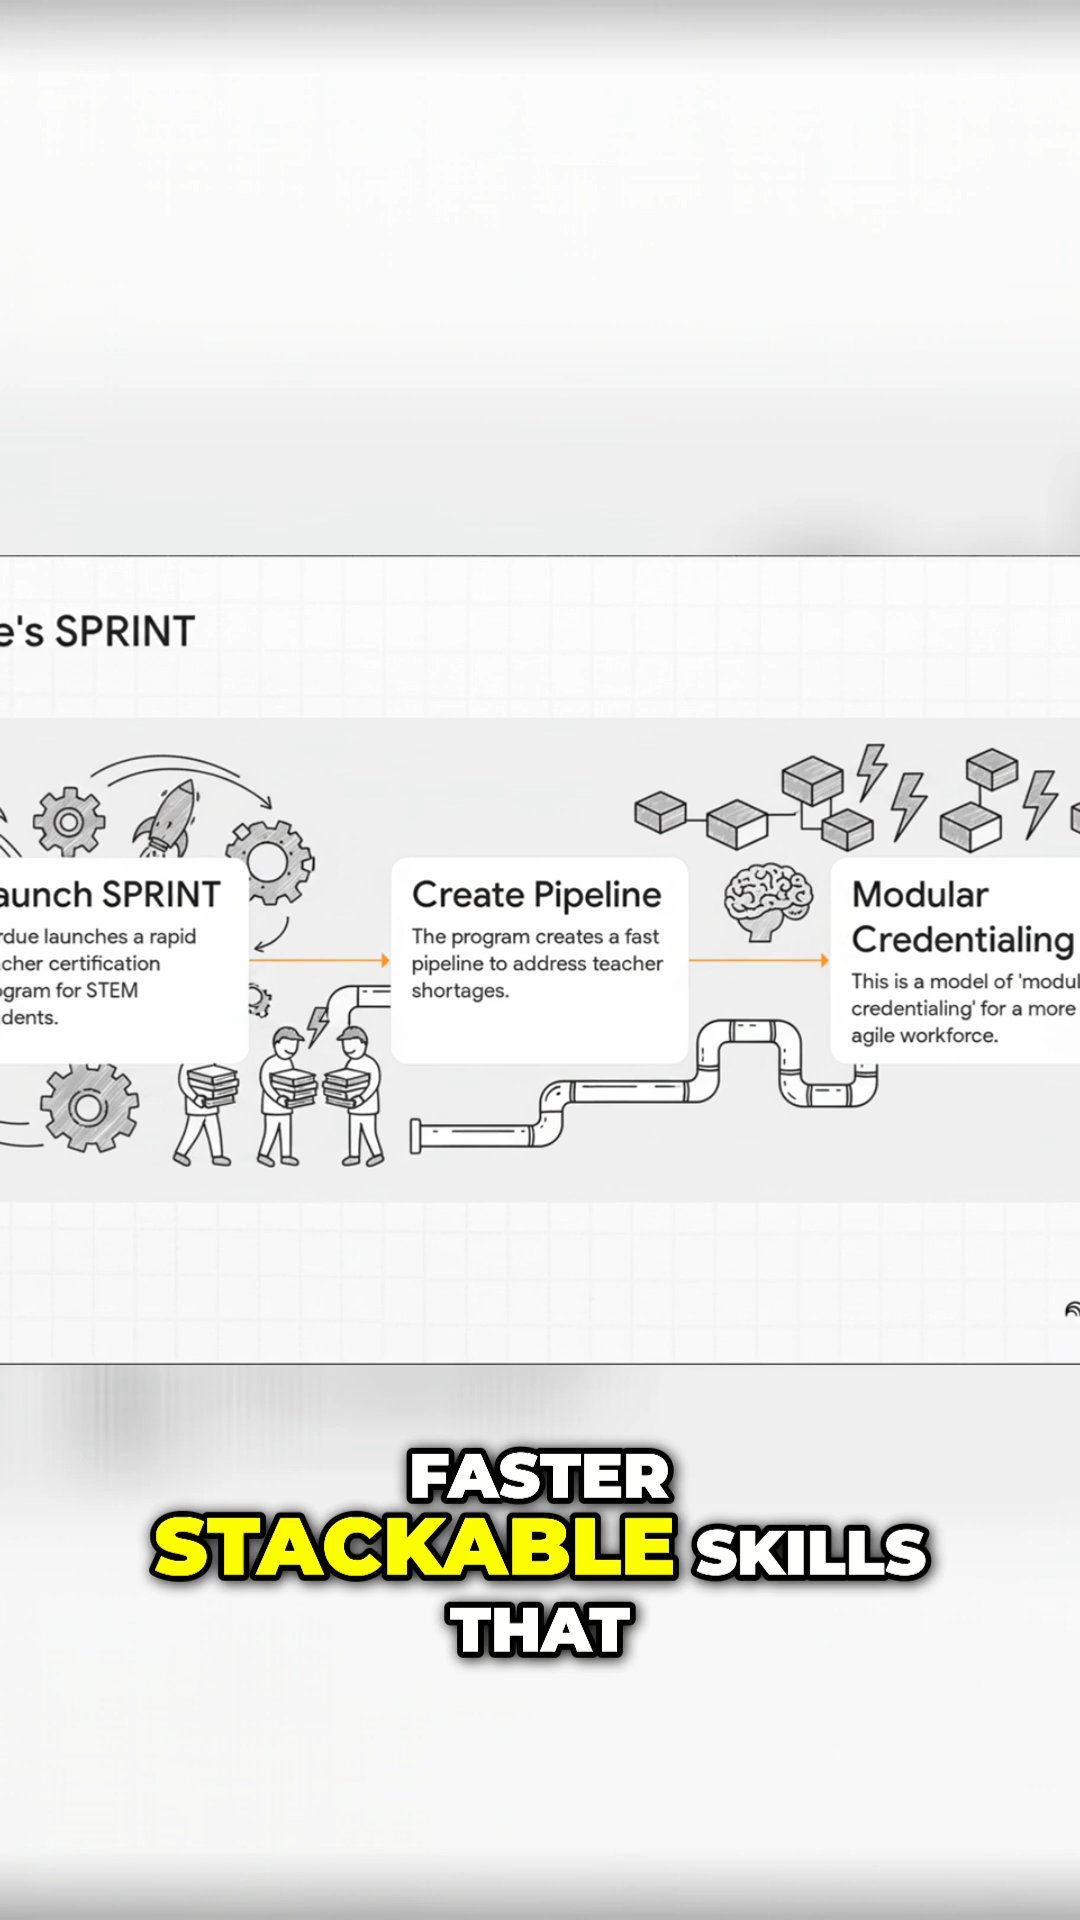 e's SPRINT
aunch SPRINT
rdue launches a rapid
cher certification
ogram for STEM
dents.
Create Pipeline
The program creates a fast
pipeline to address teacher
shortages.
Modular
Credentialing
This is a model of 'modul
credentialing' for a more
agile workforce.
FASTER
STACKABLE SKILLS
THAT